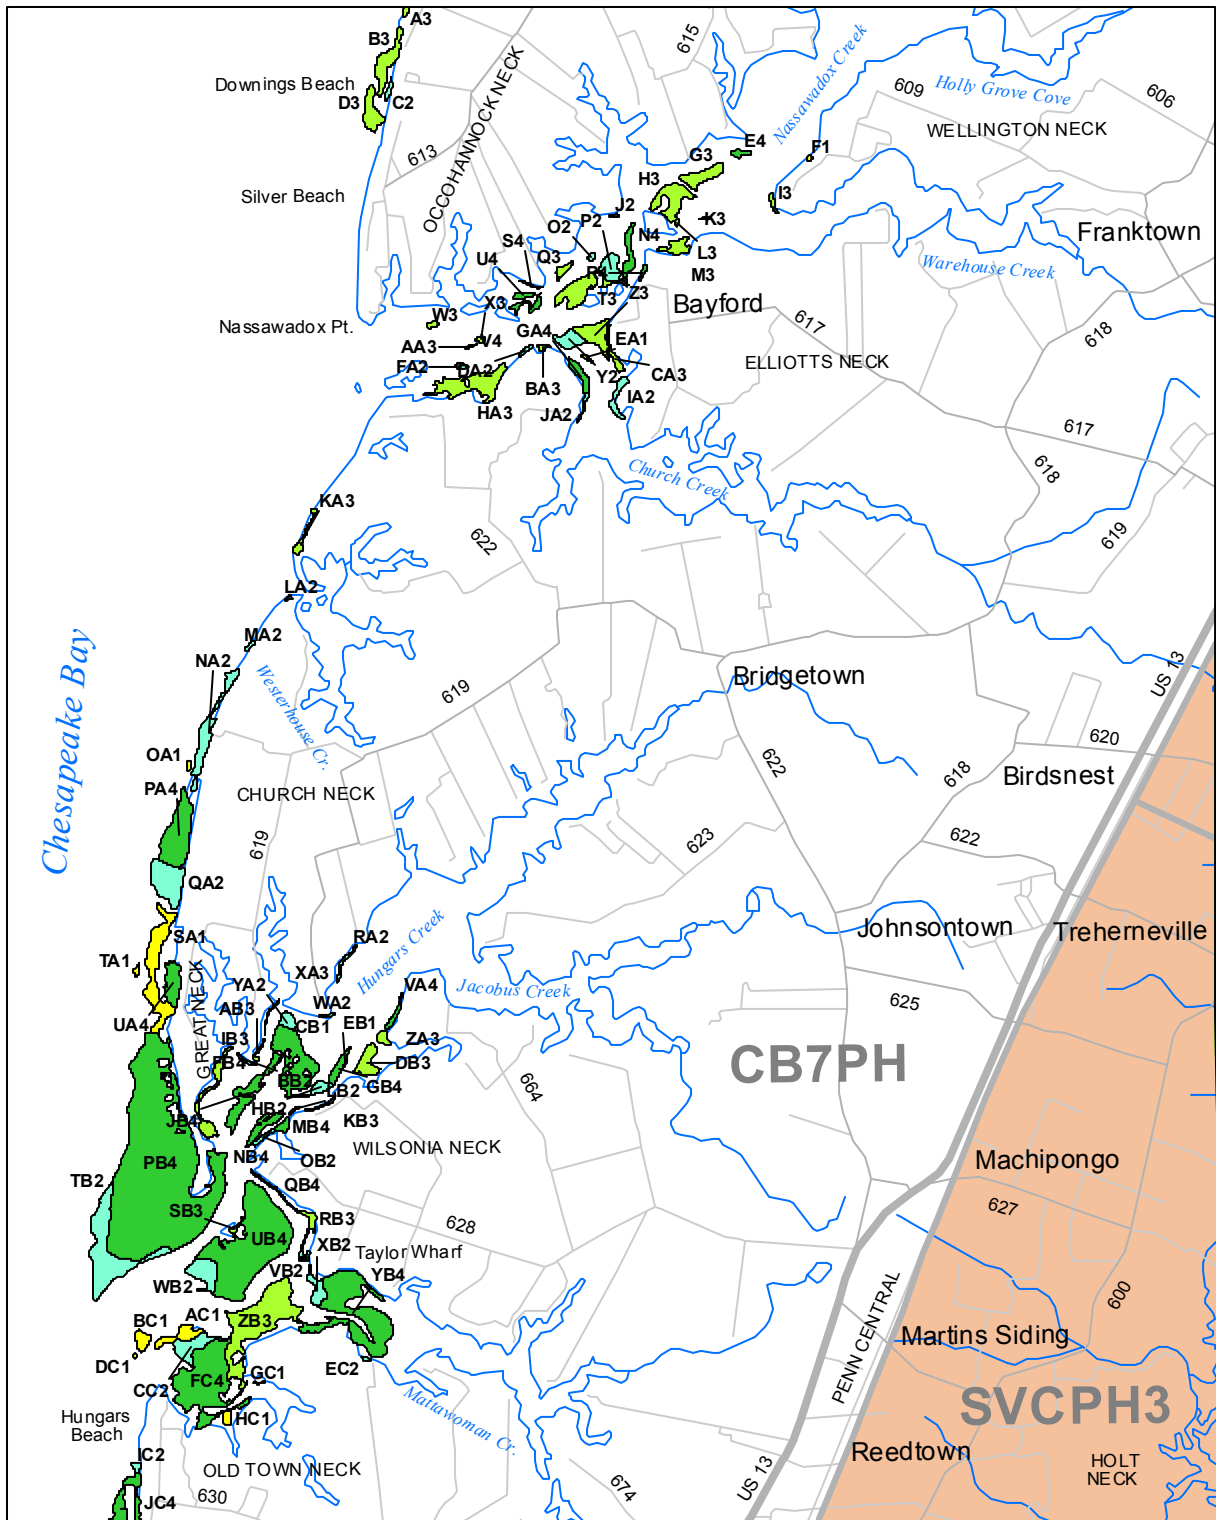 A3
B3
615
Nassawadox Creek
Downings Beach
D3
C2
OCCOHANNOCK NECK
609
Holly Grove Cove
606
WELLINGTON NECK
613
E4
F1
G3
H3
Silver Beach
I3
J2
K3
P2
O2
N4
L3
Franktown
S4
U4
Q3
R4
M3
Warehouse Creek
T3
Z3
X3
Bayford
W3
Nassawadox Pt.
GA4
EA1
617
618
AA3
V4
ELLIOTTS NECK
FA2
DA2
BA3
Y2
CA3
IA2
HA3
JA2
617
618
Church Creek
KA3
622
619
LA2
MA2
NA2
Westerhouse Cr.
619
Bridgetown
US 13
Chesapeake Bay
620
OA1
PA4
622
618
Birdsnest
CHURCH NECK
619
623
622
QA2
SA1
RA2
Hungars Creek
Johnsontown
Treherneville
TA1
GREAT NECK
XA3
YA2
VA4
Jacobus Creek
625
AB3
WA2
UA4
CB1
EB1
IB3
ZA3
FB4
DB3
CB7PH
BB2
GB4
LB2
664
HB2
JB4
MB4
KB3
WILSONIA NECK
PB4
NB4
OB2
Machipongo
TB2
QB4
SB3
RB3
628
627
UB4
XB2
Taylor Wharf
VB2
YB4
WB2
600
AC1
BC1
ZB3
PENN CENTRAL
Martins Siding
DC1
FC4
GC1
EC2
CC2
Mattawoman Cr.
SVCPH3
Hungars
Beach
HC1
Reedtown
IC2
OLD TOWN NECK
HOLT
NECK
US 13
674
630
JC4